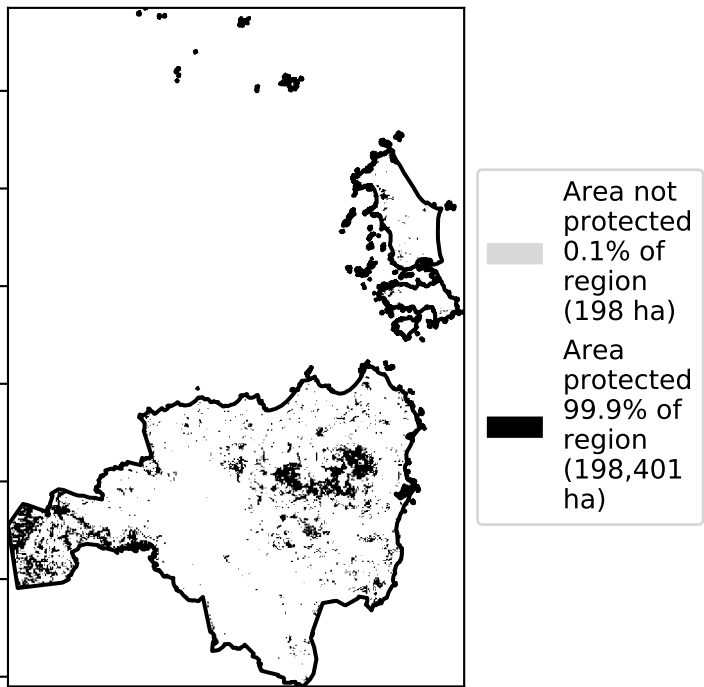 Area not
protected
0.1% of
region
(198 ha)
Area
protected
99.9% of
region
(198,401
ha)